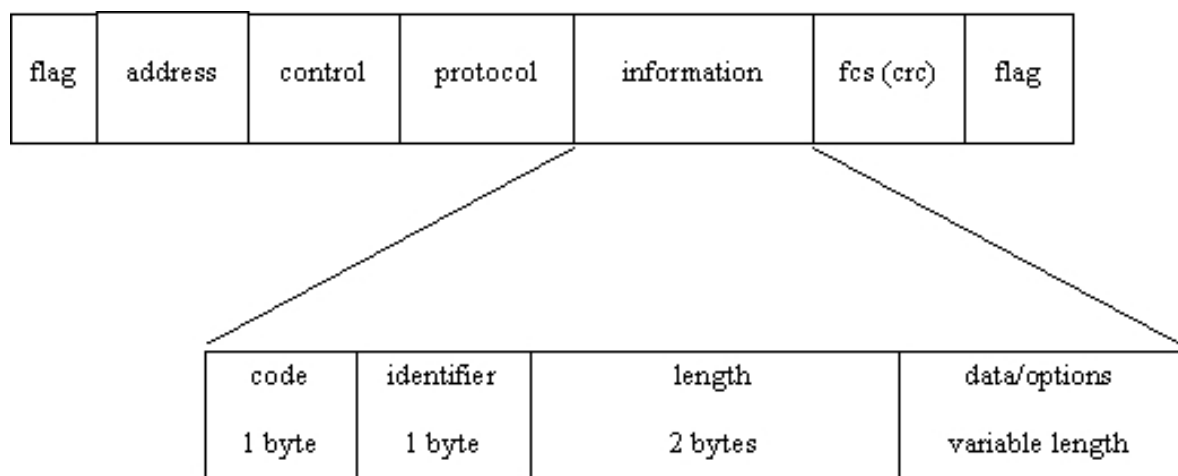 flag address control protocol information fcs (crc) flag
code identifier length data/options
1 byte 1 byte 2 bytes variable length